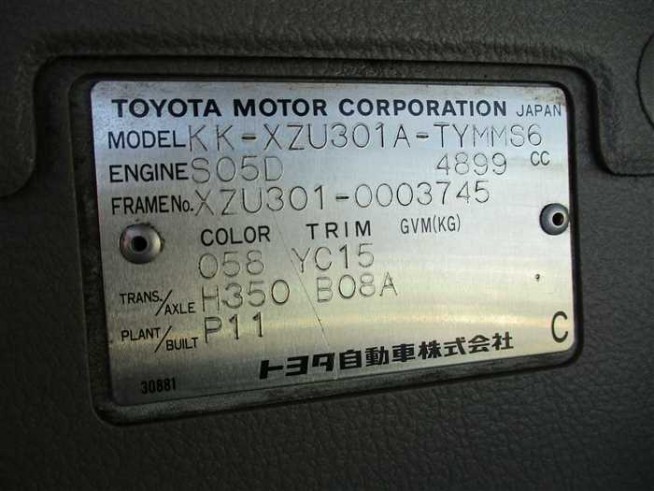 TOYOTA MOTOR CORPORATION JAPAN
MODEL KK-XZU301A-TYMMS6
ENGINE S05D 4899 CC
FRAME No. XZU301-0003745
COLOR TRIM GVM(KG)
058 YC15
TRANS./AXLE H350 B08A
PLANT/BUILT P11
トヨタ自動車株式会社 C
30881